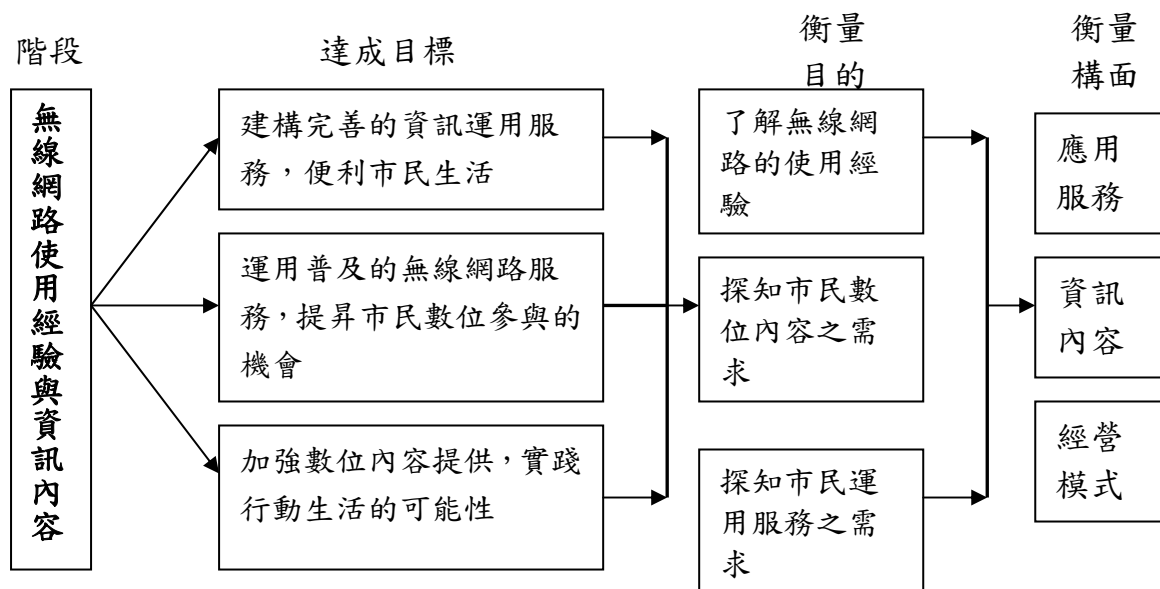 階段
達成目標
衡量
目的
衡量
構面
無線網路使用經驗與資訊內容
建構完善的資訊運用服
務，便利市民生活
運用普及的無線網路服
務，提昇市民數位參與的
機會
加強數位內容提供，實踐
行動生活的可能性
了解無線網
路的使用經
驗
探知市民數
位內容之需
求
探知市民運
用服務之需
求
應用
服務
資訊
內容
經營
模式